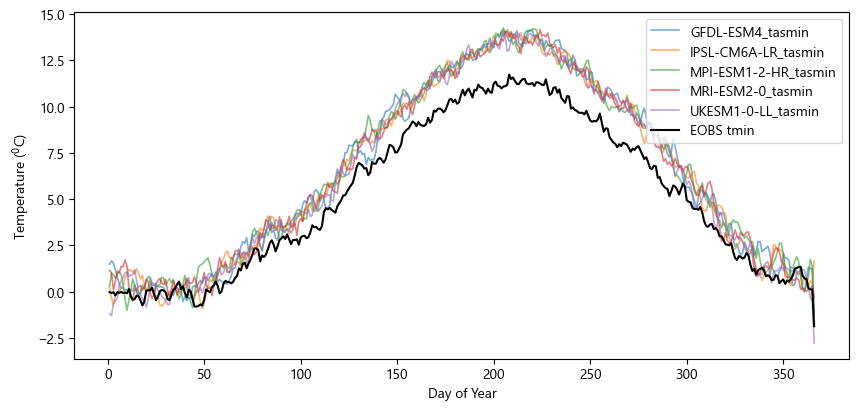 15.0
12.5
10.0
7.5
5.0
2.5
0.0
−2.5
Temperature (⁰C)
0
50
100
150
200
250
300
350
Day of Year
GFDL-ESM4_tasmin
IPSL-CM6A-LR_tasmin
MPI-ESM1-2-HR_tasmin
MRI-ESM2-0_tasmin
UKESM1-0-LL_tasmin
EOBS tmin